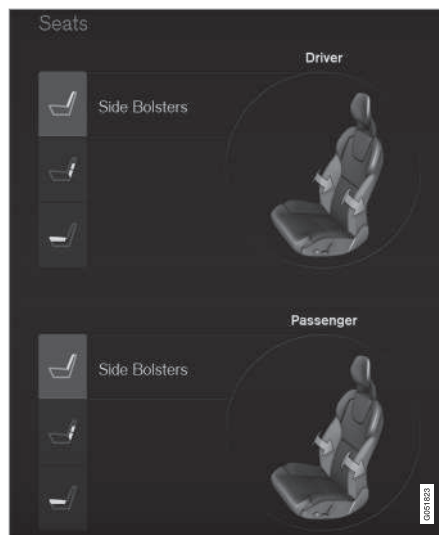 Seats
Driver
Side Bolsters
Passenger
Side Bolsters
G051823